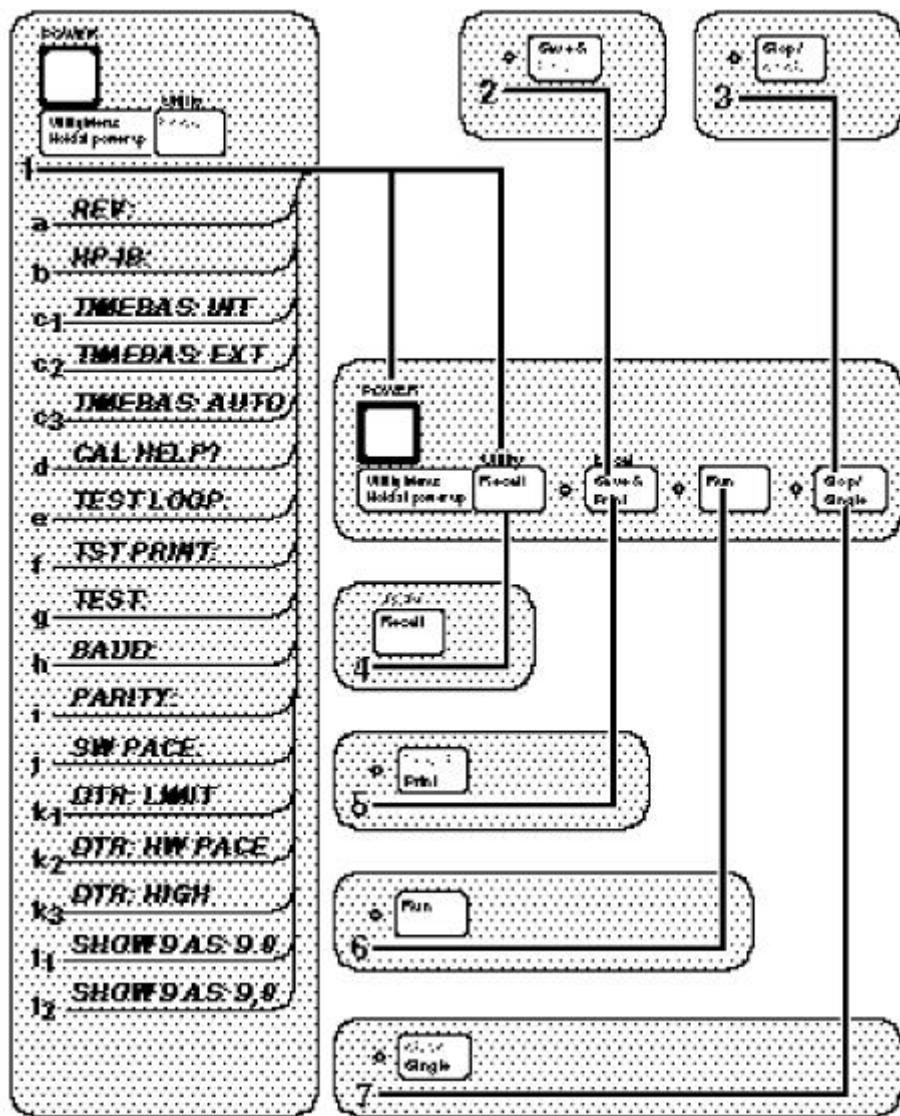 POWER
Utility Menu:
Hold at power up
Utility
1
a REV:
b HP-IB:
c1 TIMEBAS: INT
c2 TIMEBAS: EXT
c3 TIMEBAS: AUTO
d CAL HELP?
e TEST LOOP:
f TST PRINT:
g TEST:
h BAUD:
i PARITY:
j SW PACE:
k1 DTR: LIMIT
k2 DTR: HW PACE
k3 DTR: HIGH
l1 SHOW 9 AS: 9.0
l2 SHOW 9 AS: 9,0
Save &
2
Stop/
3
POWER
Utility Menu:
Hold at power up
Utility
Recall
Local
Save &
Print
Run
Stop/
Single
Recall
4
Print
5
Run
6
Single
7